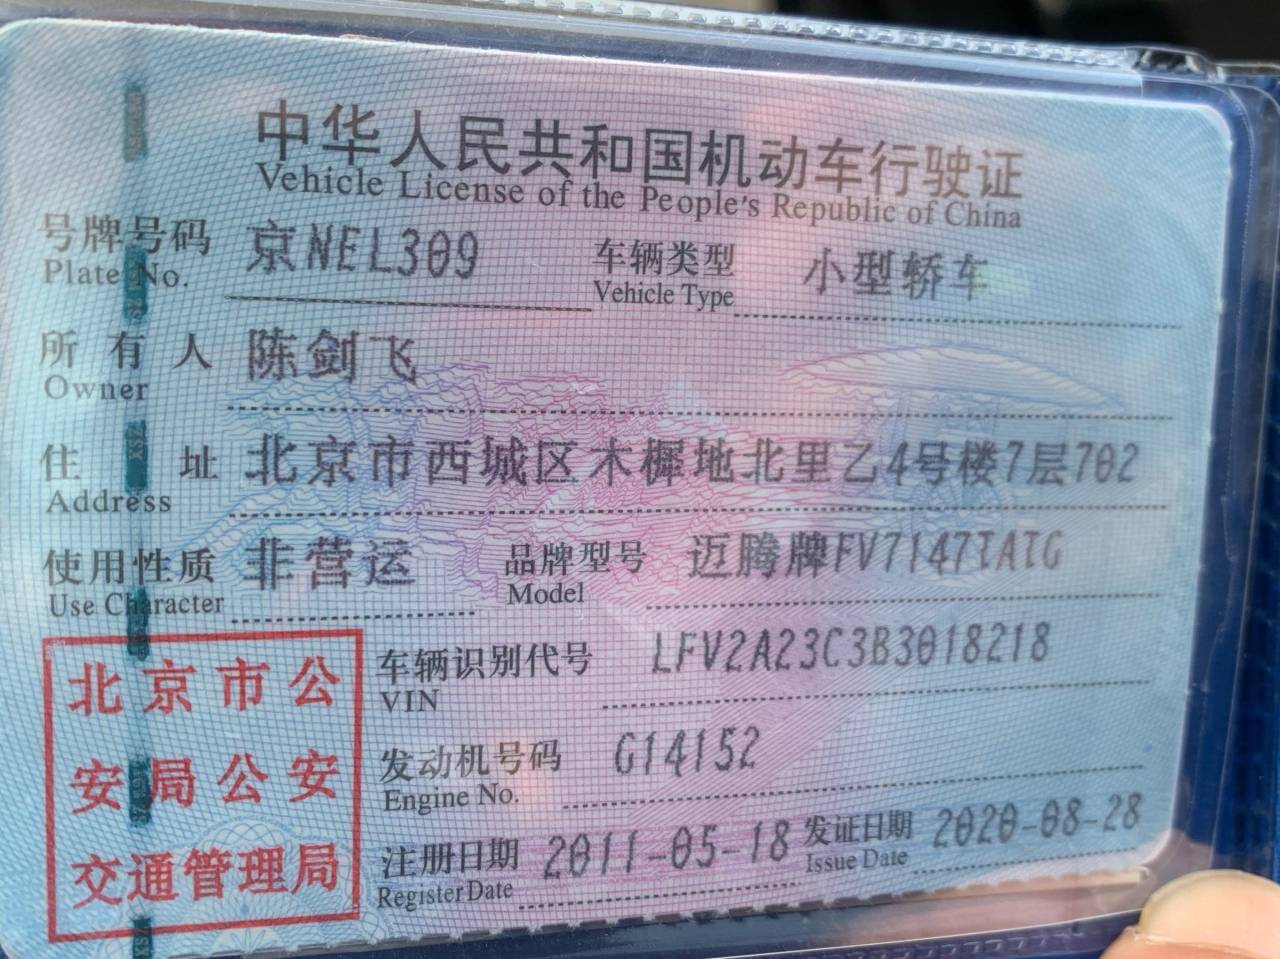 中华人民共和国机动车行驶证
Vehicle License of the People's Republic of China
号牌号码 京NEL309 车辆类型 小型轿车
Plate No. Vehicle Type
所有人 陈剑飞
Owner
住址 北京市西城区木樨地北里乙4号楼7层702
Address
使用性质 非营运 品牌型号 迈腾牌FV7147TATG
Use Character Model
北京市公
安局公安
交通管理局
车辆识别代号 LFV2A23C3B3018218
VIN
发动机号码 G14152
Engine No.
注册日期 2011-05-18 发证日期 2020-08-28
Register Date Issue Date